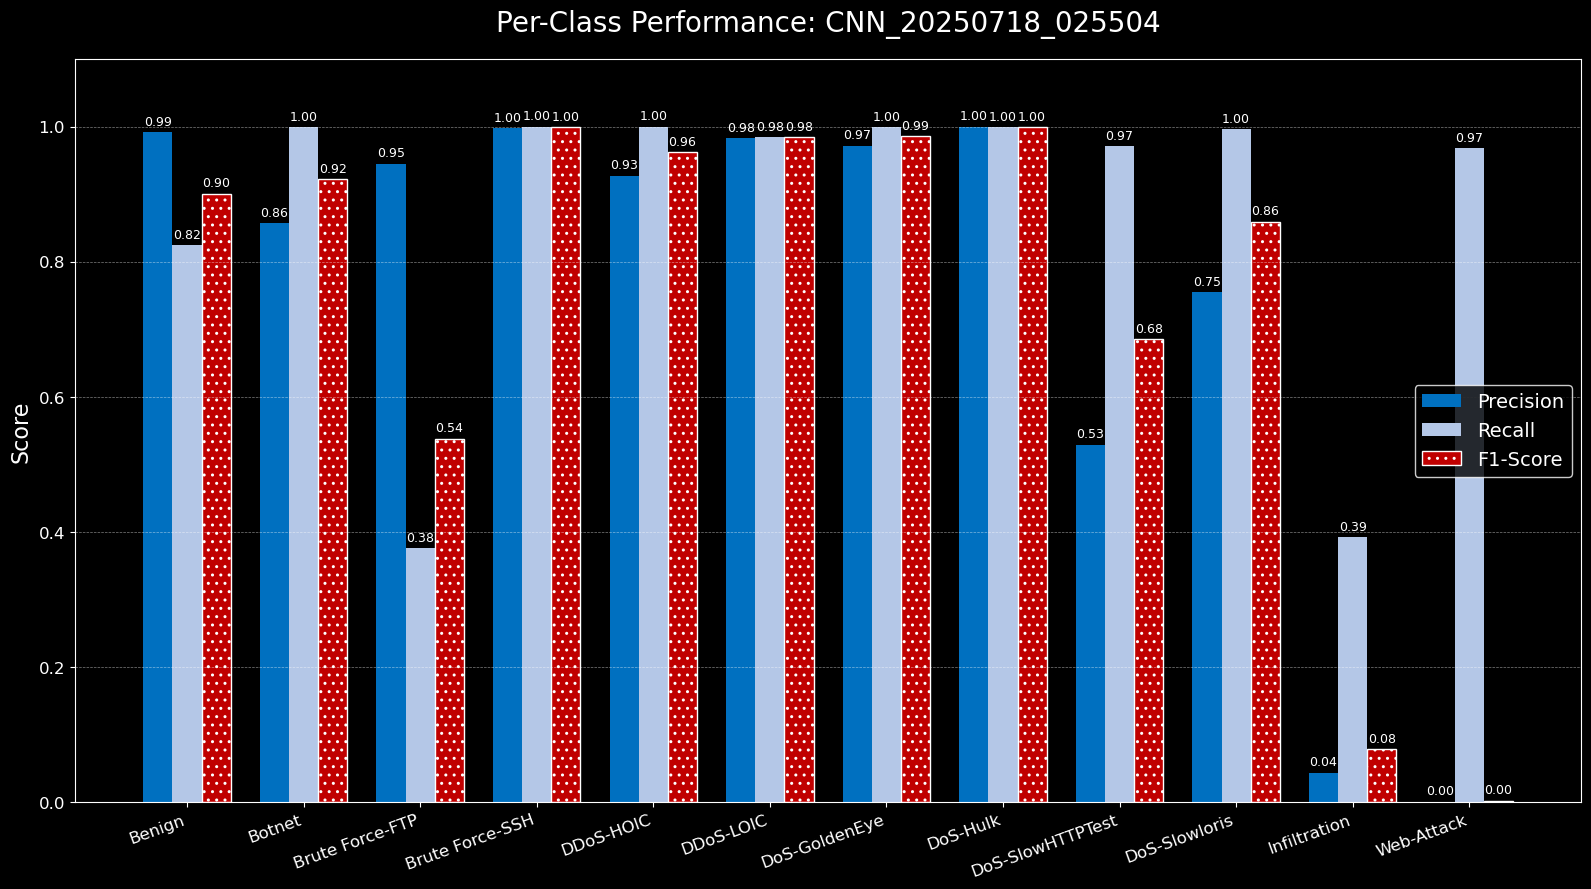 Per-Class Performance: CNN_20250718_025504
Score
1.0
0.8
0.6
0.4
0.2
0.0
0.99 0.82 0.90
0.86 1.00 0.92
0.95 0.38 0.54
1.00 1.00 1.00
0.93 1.00 0.96
0.98 0.98 0.98
0.97 1.00 0.99
1.00 1.00 1.00
0.53 0.97 0.68
0.75 1.00 0.86
0.04 0.39 0.08
0.00 0.97 0.00
Precision
Recall
F1-Score
Benign
Botnet
Brute Force-FTP
Brute Force-SSH
DDoS-HOIC
DDoS-LOIC
DoS-GoldenEye
DoS-Hulk
DoS-SlowHTTPTest
DoS-Slowloris
Infiltration
Web-Attack